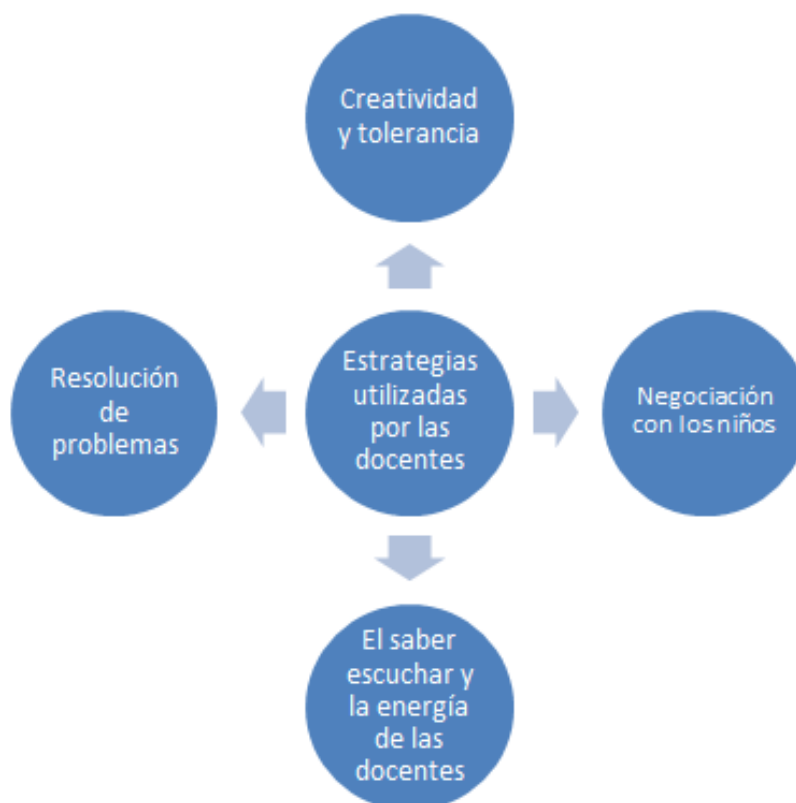 Creatividad
y tolerancia
Resolución
de
problemas
Estrategias
utilizadas
por las
docentes
Negociación
con los niños
El saber
escuchar y
la energía
de las
docentes